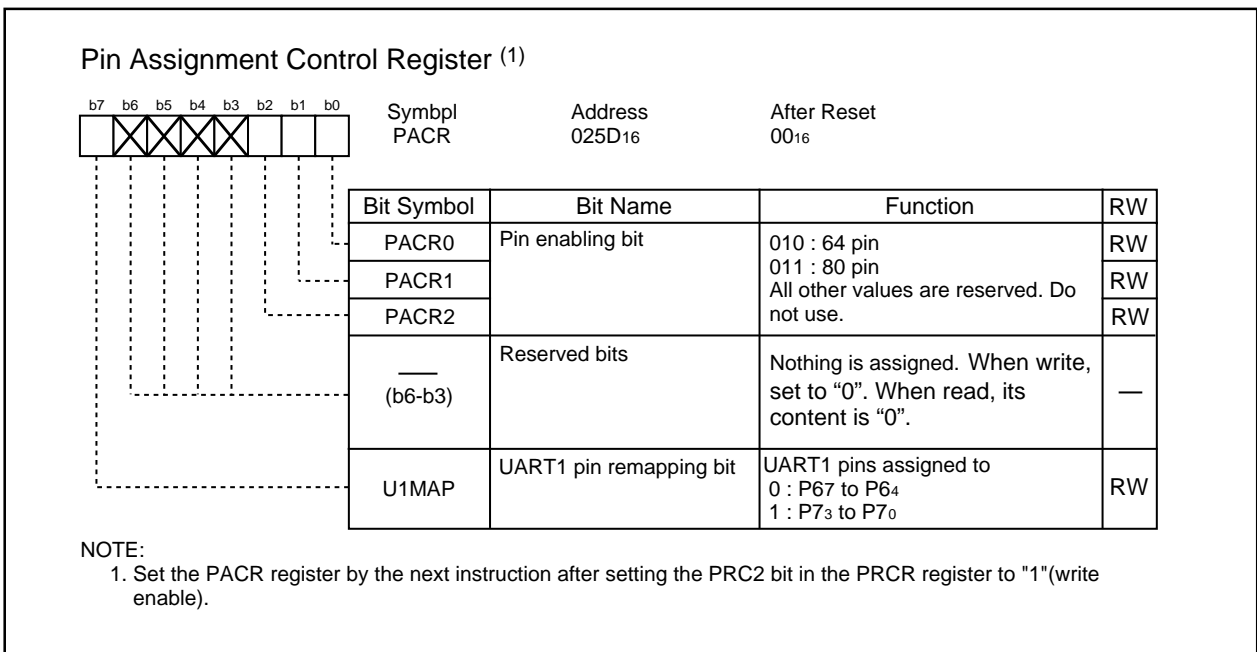 Pin Assignment Control Register (1)
b7 b6 b5 b4 b3 b2 b1 b0
Symbpl Address After Reset
PACR 025D16 0016
Bit Symbol Bit Name Function RW
PACR0 Pin enabling bit 010 : 64 pin RW
011 : 80 pin
PACR1 All other values are reserved. Do RW
PACR2 not use. RW
Reserved bits Nothing is assigned. When write,
(b6-b3) set to “0”. When read, its —
content is “0”.
UART1 pin remapping bit UART1 pins assigned to
U1MAP 0 : P67 to P64 RW
1 : P73 to P70
NOTE:
1. Set the PACR register by the next instruction after setting the PRC2 bit in the PRCR register to "1"(write
enable).